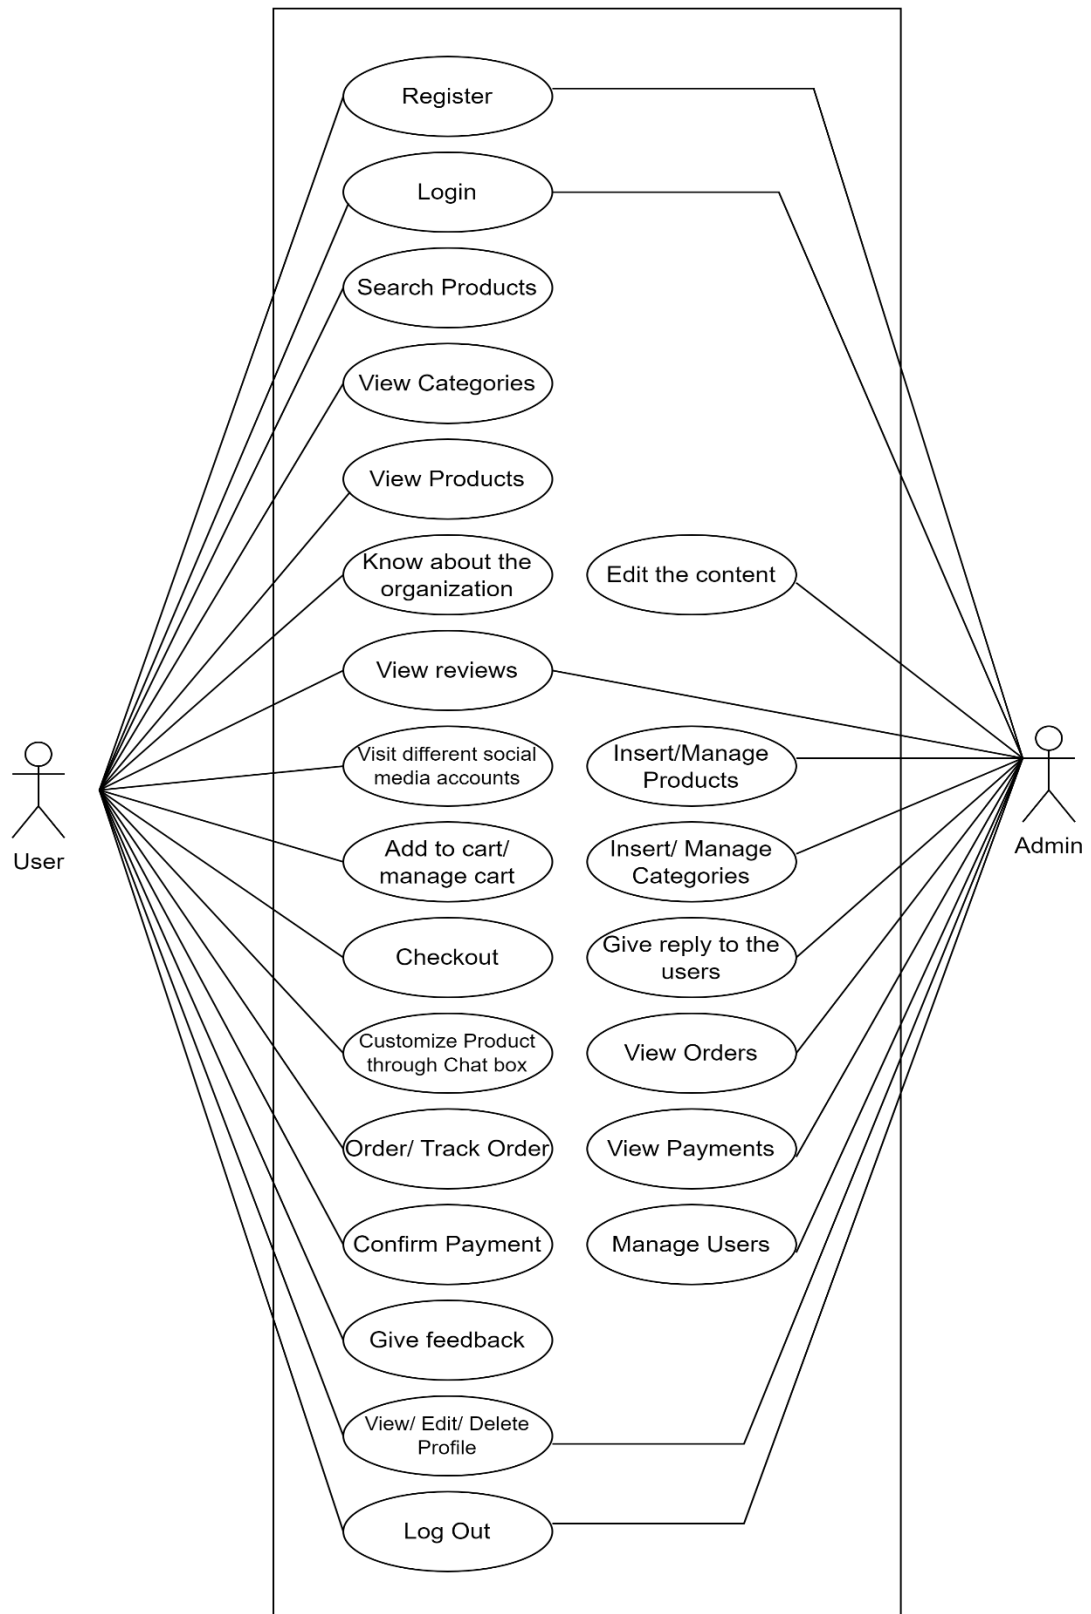 Register
Login
Search Products
View Categories
View Products
Know about the
organization
Edit the content
View reviews
Visit different social
media accounts
Insert/Manage
Products
User
Admin
Add to cart/
manage cart
Insert/ Manage
Categories
Checkout
Give reply to the
users
Customize Product
through Chat box
View Orders
Order/ Track Order
View Payments
Confirm Payment
Manage Users
Give feedback
View/ Edit/ Delete
Profile
Log Out